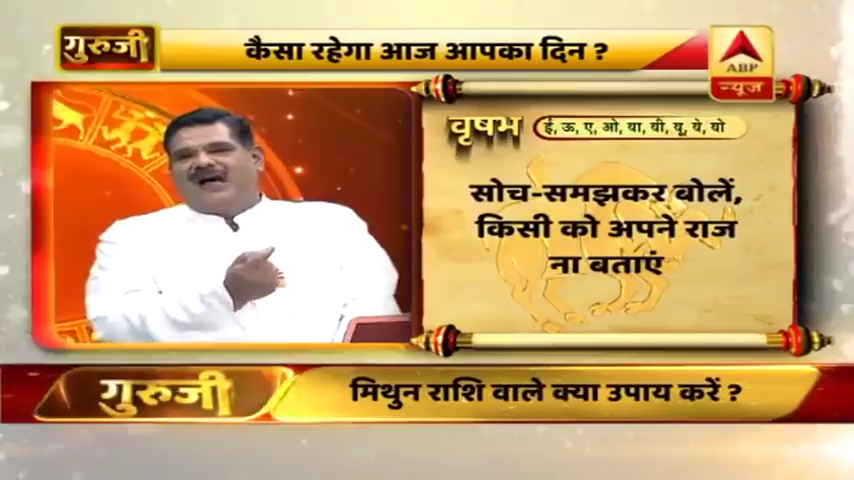 गुरुजी
कैसा रहेगा आज आपका दिन ?
ABP
न्यूज़
वृषभ
ई, ऊ, ए, ओ, वा, वी, वू, वे, वो
सोच-समझकर बोलें,
किसी को अपने राज
ना बताएं
गुरुजी
मिथुन राशि वाले क्या उपाय करें ?